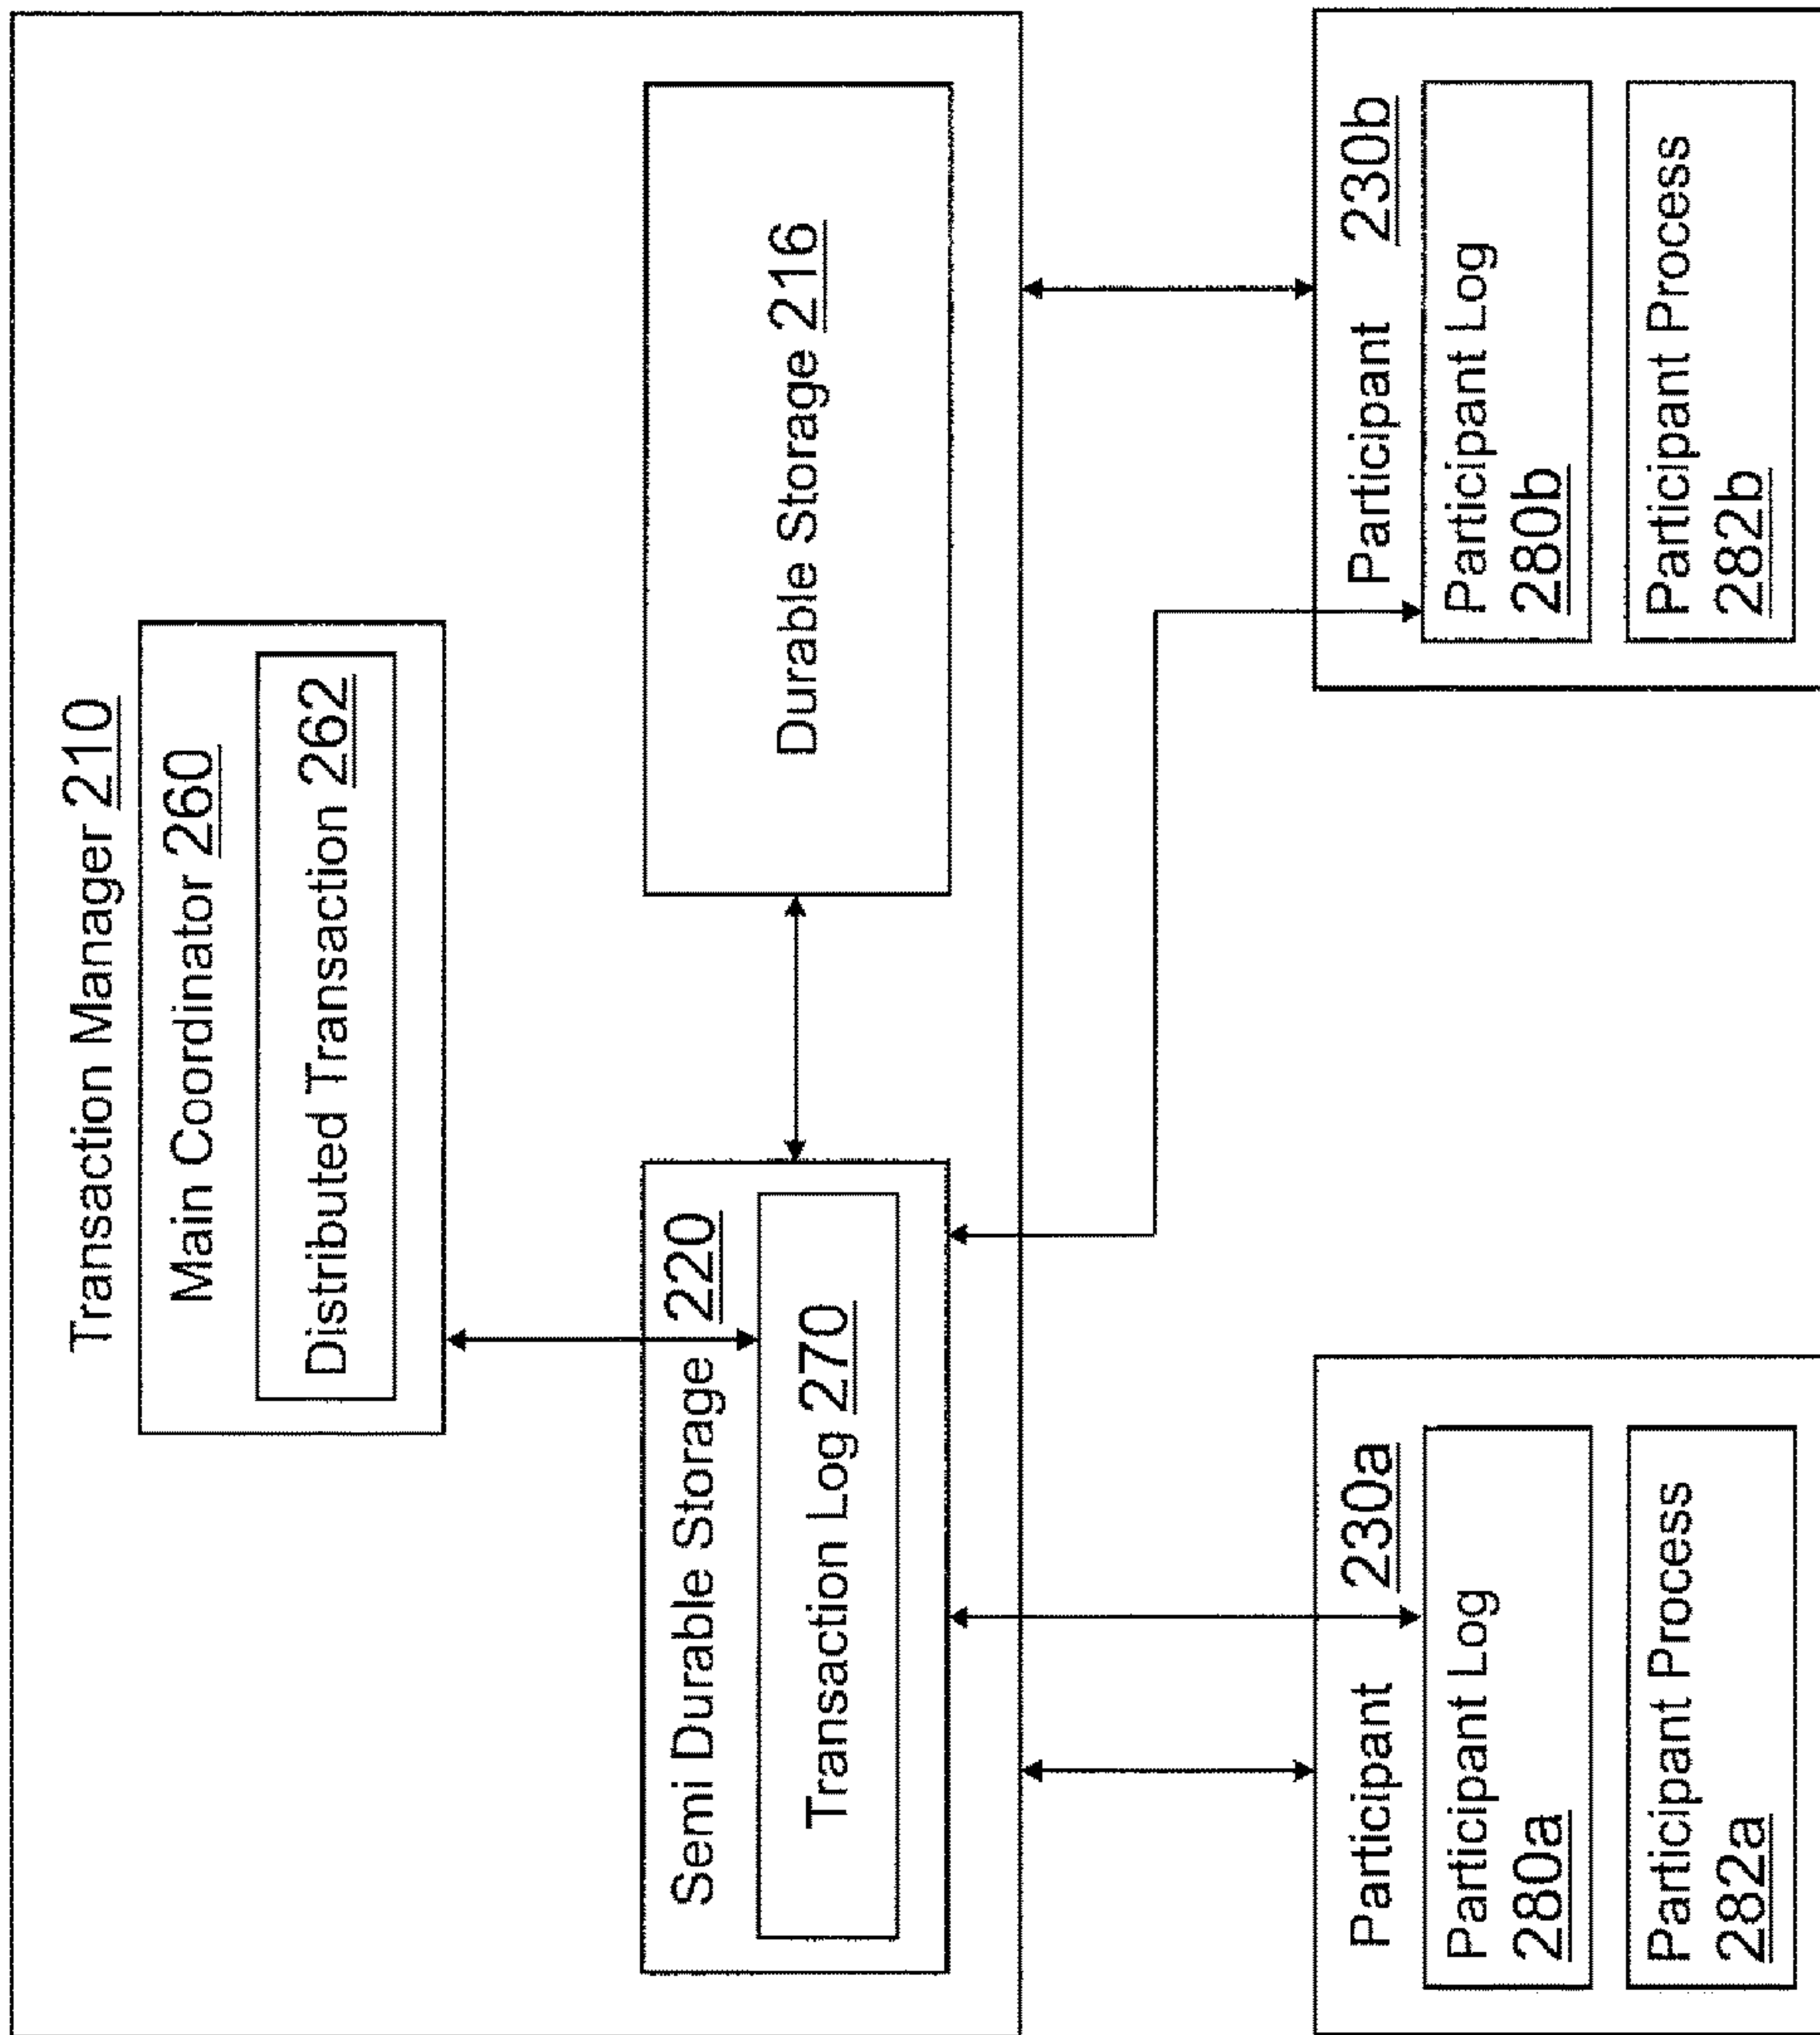 Transaction Manager 210
Main Coordinator 260
Distributed Transaction 262
Semi Durable Storage 220
Transaction Log 270
Durable Storage 216
Participant 230a
Participant Log
280a
Participant Process
282a
Participant 230b
Participant Log
280b
Participant Process
282b